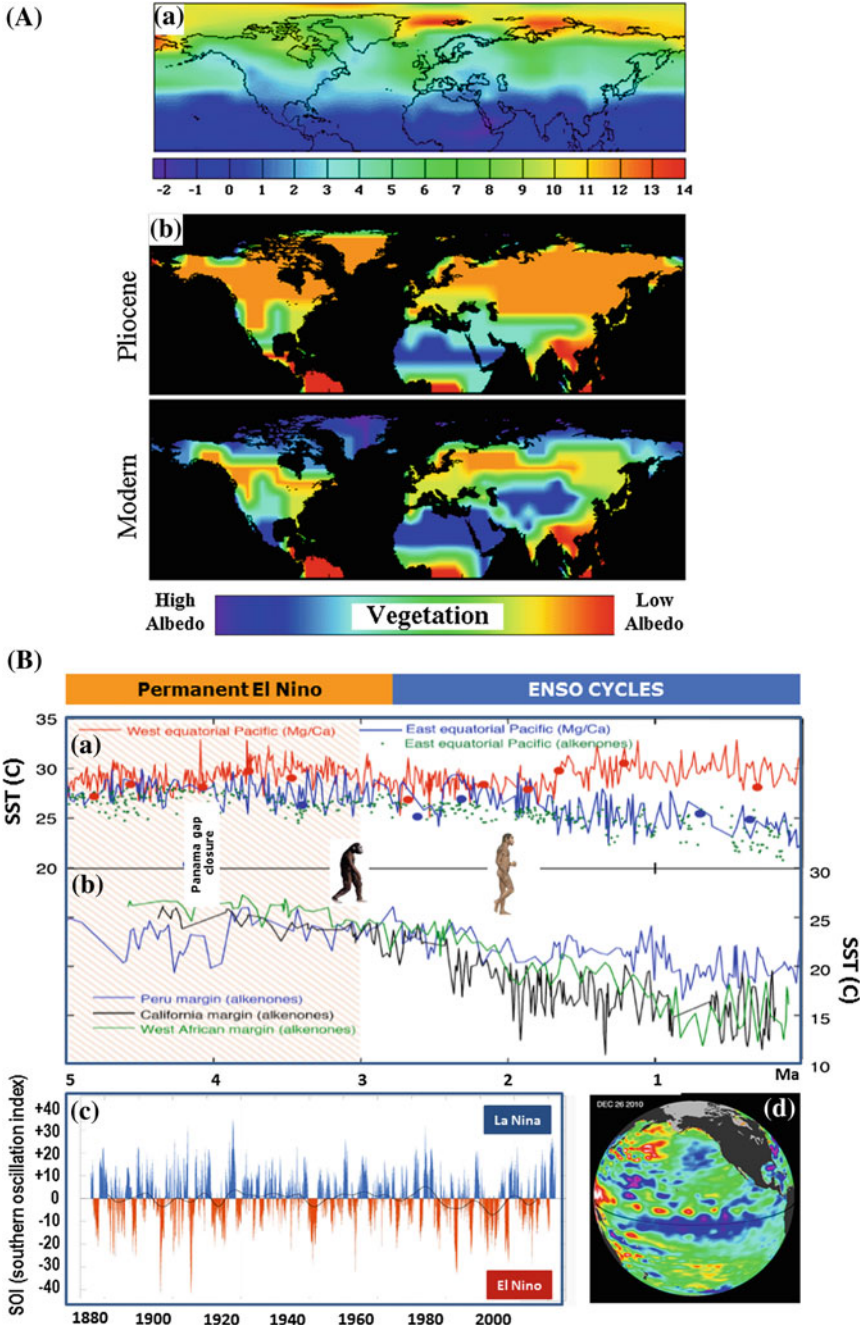 (A)
(a)
-2 -1 0 1 2 3 4 5 6 7 8 9 10 11 12 13 14
(b)
Pliocene
Modern
High Albedo
Vegetation
Low Albedo
(B)
Permanent El Nino
ENSO CYCLES
35
30
25
20
SST (C)
(a)
West equatorial Pacific (Mg/Ca)
East equatorial Pacific (Mg/Ca)
East equatorial Pacific (alkenones)
Panama gap
closure
(b)
30
25
20
15
10
SST (C)
Peru margin (alkenones)
California margin (alkenones)
West African margin (alkenones)
5 4 3 2 1 Ma
SOI (southern oscillation index)
+40
+30
+20
+10
0
-10
-20
-30
-40
(c)
La Nina
El Nino
1880 1900 1920 1940 1960 1980 2000
DEC 26 2010
(d)